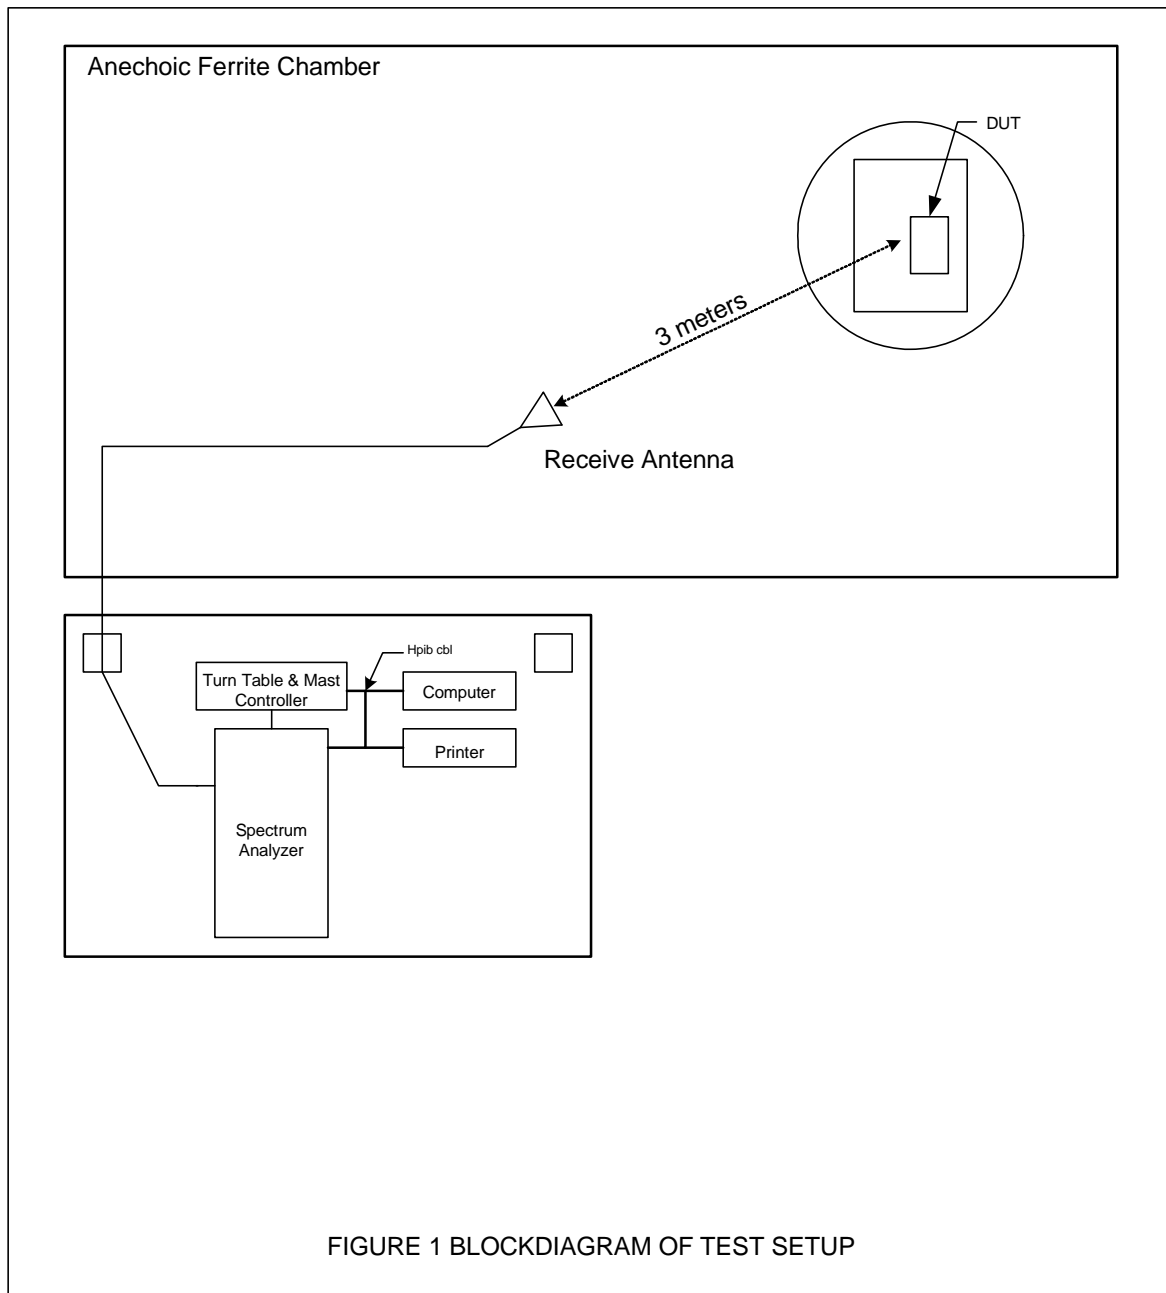 Anechoic Ferrite Chamber
DUT
3 meters
Receive Antenna
Hpib cbl
Turn Table & Mast
Controller
Computer
Printer
Spectrum
Analyzer
FIGURE 1 BLOCKDIAGRAM OF TEST SETUP